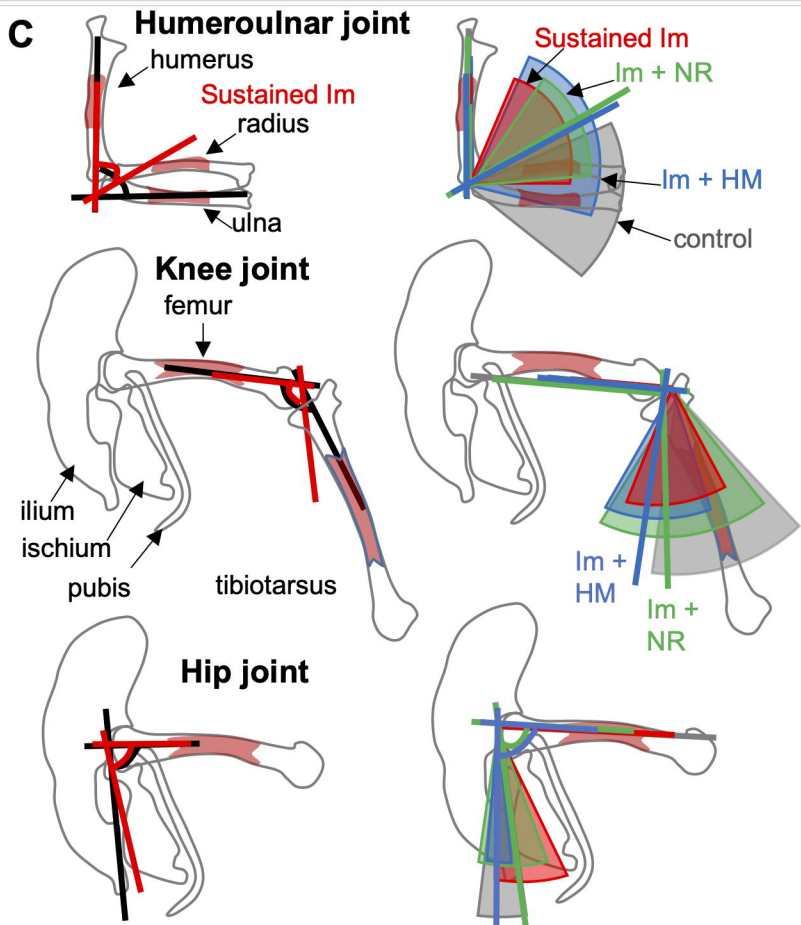 C
Humeroulnar joint
humerus
Sustained Im
radius
ulna
Sustained Im
Im + NR
Im + HM
control
Knee joint
femur
ilium
ischium
pubis
tibiotarsus
Im +
HM
Im +
NR
Hip joint